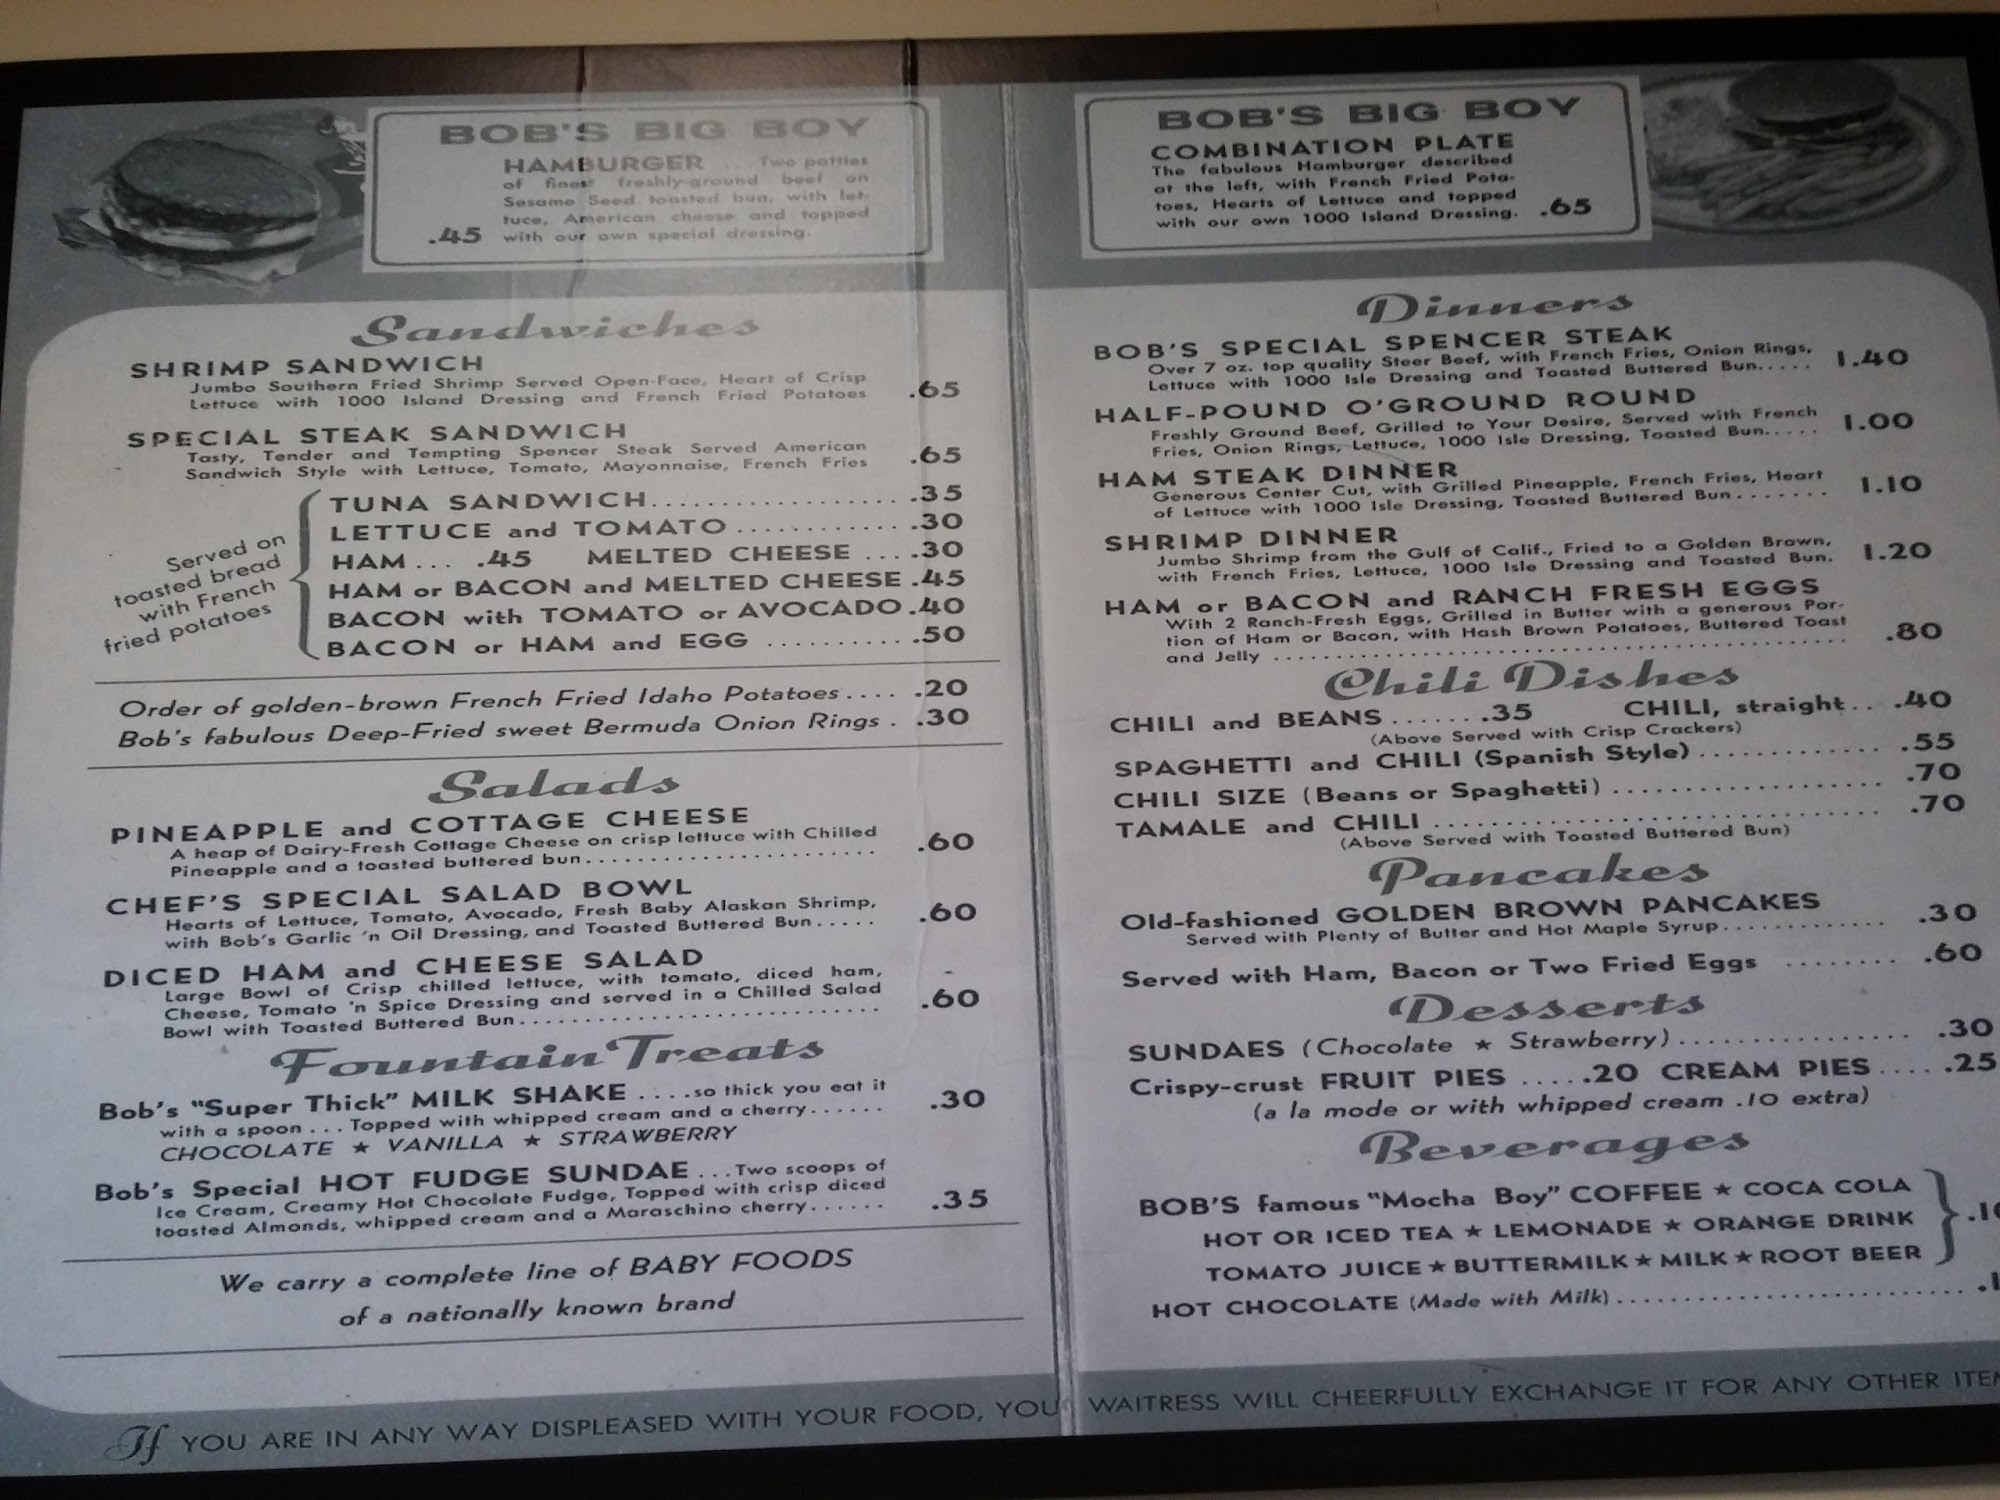 BOB'S BIG BOY
HAMBURGER .. Two patties
of finest freshly-ground beef on
Sesame Seed toasted bun, with let-
tuce, American cheese and topped
.45 with our own special dressing.
Sandwiches
SHRIMP SANDWICH
Jumbo Southern Fried Shrimp Served Open-Face, Heart of Crisp
Lettuce with 1000 Island Dressing and French Fried Potatoes .65
SPECIAL STEAK SANDWICH
Tasty, Tender and Tempting Spencer Steak Served American
Sandwich Style with Lettuce, Tomato, Mayonnaise, French Fries .65
Served on
toasted bread
with French
fried potatoes
TUNA SANDWICH.................... .35
LETTUCE and TOMATO ............. .30
HAM ... .45 MELTED CHEESE .... .30
HAM or BACON and MELTED CHEESE .45
BACON with TOMATO or AVOCADO .40
BACON or HAM and EGG .......... .50
Order of golden-brown French Fried Idaho Potatoes .... .20
Bob's fabulous Deep-Fried sweet Bermuda Onion Rings . .30
Salads
PINEAPPLE and COTTAGE CHEESE
A heap of Dairy-Fresh Cottage Cheese on crisp lettuce with Chilled
Pineapple and a toasted buttered bun....................... .60
CHEF'S SPECIAL SALAD BOWL
Hearts of Lettuce, Tomato, Avocado, Fresh Baby Alaskan Shrimp,
with Bob's Garlic 'n Oil Dressing, and Toasted Buttered Bun..... .60
DICED HAM and CHEESE SALAD
Large Bowl of Crisp chilled lettuce, with tomato, diced ham,
Cheese, Tomato 'n Spice Dressing and served in a Chilled Salad
Bowl with Toasted Buttered Bun............................ .60
Fountain Treats
Bob's "Super Thick" MILK SHAKE ....so thick you eat it
with a spoon . . . Topped with whipped cream and a cherry...... .30
CHOCOLATE ★ VANILLA ★ STRAWBERRY
Bob's Special HOT FUDGE SUNDAE ...Two scoops of
Ice Cream, Creamy Hot Chocolate Fudge, Topped with crisp diced
toasted Almonds, whipped cream and a Maraschino cherry...... .35
We carry a complete line of BABY FOODS
of a nationally known brand
BOB'S BIG BOY
COMBINATION PLATE
The fabulous Hamburger described
at the left, with French Fried Pota-
toes, Hearts of Lettuce and topped
with our own 1000 Island Dressing. .65
Dinners
BOB'S SPECIAL SPENCER STEAK
Over 7 oz. top quality Steer Beef, with French Fries, Onion Rings,
Lettuce with 1000 Isle Dressing and Toasted Buttered Bun..... 1.40
HALF-POUND O'GROUND ROUND
Freshly Ground Beef, Grilled to Your Desire, Served with French
Fries, Onion Rings, Lettuce, 1000 Isle Dressing, Toasted Bun..... 1.00
HAM STEAK DINNER
Generous Center Cut, with Grilled Pineapple, French Fries, Heart
of Lettuce with 1000 Isle Dressing, Toasted Buttered Bun....... 1.10
SHRIMP DINNER
Jumbo Shrimp from the Gulf of Calif., Fried to a Golden Brown,
with French Fries, Lettuce, 1000 Isle Dressing and Toasted Bun. 1.20
HAM or BACON and RANCH FRESH EGGS
With 2 Ranch-Fresh Eggs, Grilled in Butter with a generous Por-
tion of Ham or Bacon, with Hash Brown Potatoes, Buttered Toast
and Jelly .............................................. .80
Chili Dishes
CHILI and BEANS .......35 CHILI, straight.. .40
(Above Served with Crisp Crackers)
SPAGHETTI and CHILI (Spanish Style) ............ .55
CHILI SIZE (Beans or Spaghetti) .................. .70
TAMALE and CHILI .............................. .70
(Above Served with Toasted Buttered Bun)
Pancakes
Old-fashioned GOLDEN BROWN PANCAKES
Served with Plenty of Butter and Hot Maple Syrup............. .30
Served with Ham, Bacon or Two Fried Eggs ........ .60
Desserts
SUNDAES (Chocolate ★ Strawberry)................ .30
Crispy-crust FRUIT PIES ......20 CREAM PIES .... .25
(a la mode or with whipped cream .10 extra)
Beverages
BOB'S famous "Mocha Boy" COFFEE ★ COCA COLA
HOT OR ICED TEA ★ LEMONADE ★ ORANGE DRINK .10
TOMATO JUICE ★ BUTTERMILK ★ MILK ★ ROOT BEER
HOT CHOCOLATE (Made with Milk).........................
If YOU ARE IN ANY WAY DISPLEASED WITH YOUR FOOD, YOU WAITRESS WILL CHEERFULLY EXCHANGE IT FOR ANY OTHER